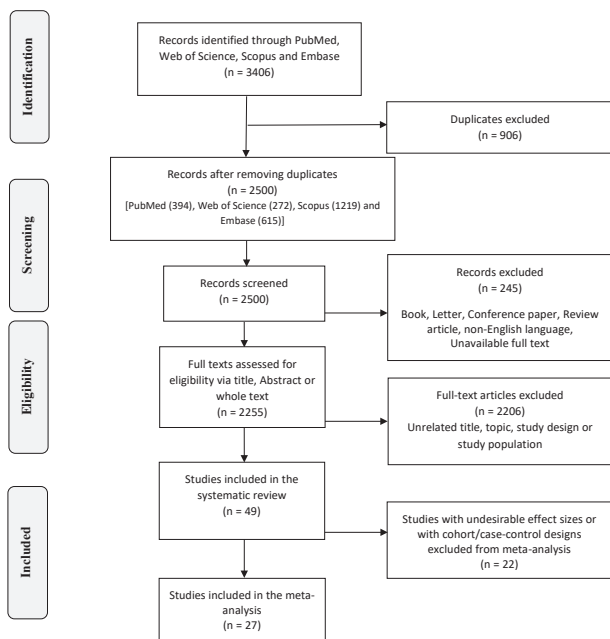 Identification
Records identified through PubMed,
Web of Science, Scopus and Embase
(n = 3406)
Duplicates excluded
(n = 906)
Screening
Records after removing duplicates
(n = 2500)
[PubMed (394), Web of Science (272), Scopus (1219) and
Embase (615)]
Records screened
(n = 2500)
Records excluded
(n = 245)
Book, Letter, Conference paper, Review
article, non-English language,
Unavailable full text
Eligibility
Full texts assessed for
eligibility via title, Abstract or
whole text
(n = 2255)
Full-text articles excluded
(n = 2206)
Unrelated title, topic, study design or
study population
Included
Studies included in the
systematic review
(n = 49)
Studies with undesirable effect sizes or
with cohort/case-control designs
excluded from meta-analysis
(n = 22)
Studies included in the meta-
analysis
(n = 27)